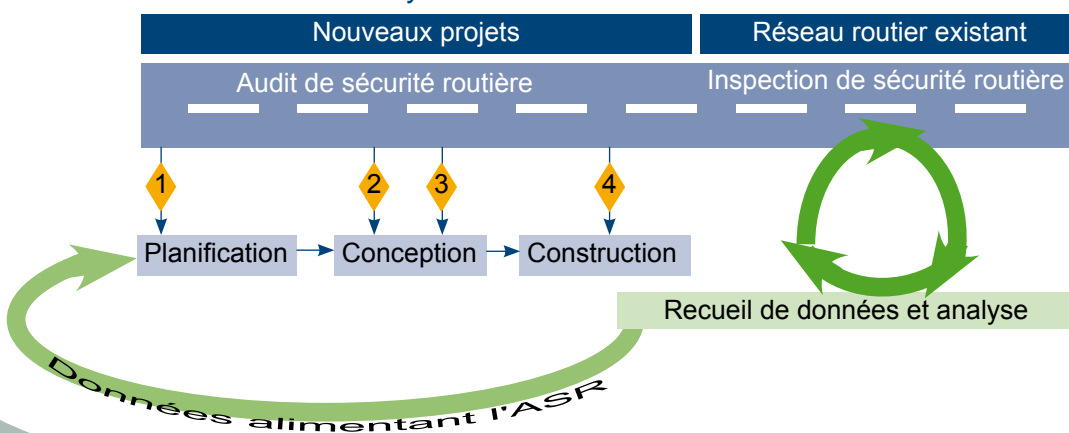 Nouveaux projets
Réseau routier existant
Audit de sécurité routière
Inspection de sécurité routière
1
2
3
4
Planification
Conception
Construction
Recueil de données et analyse
Données alimentant l'ASR